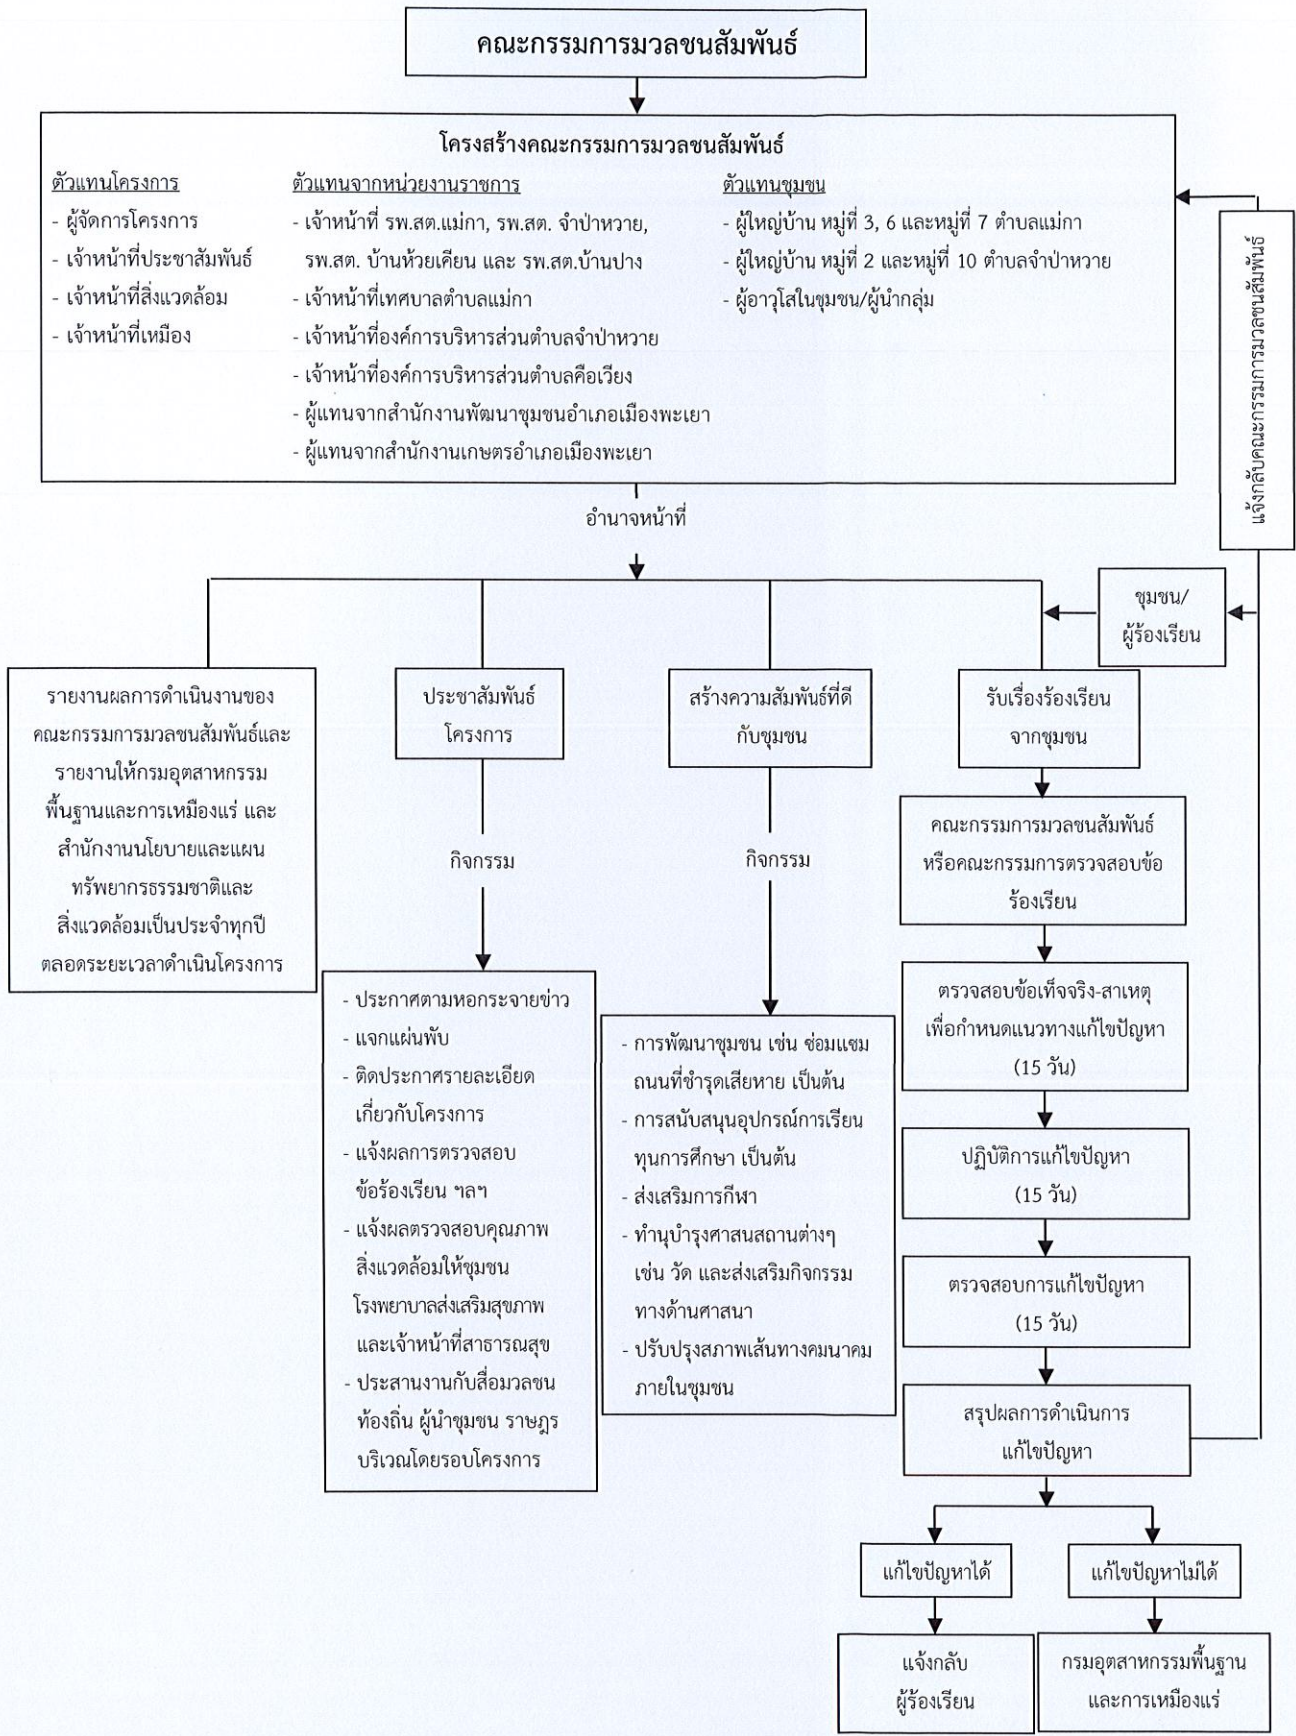 คณะกรรมการมวลชนสัมพันธ์
โครงสร้างคณะกรรมการมวลชนสัมพันธ์
ตัวแทนโครงการ
- ผู้จัดการโครงการ
- เจ้าหน้าที่ประชาสัมพันธ์
- เจ้าหน้าที่สิ่งแวดล้อม
- เจ้าหน้าที่เหมือง
ตัวแทนจากหน่วยงานราชการ
- เจ้าหน้าที่ รพ.สต.แม่กา, รพ.สต. จำป่าหวาย,
รพ.สต. บ้านห้วยเคียน และ รพ.สต.บ้านปาง
- เจ้าหน้าที่เทศบาลตำบลแม่กา
- เจ้าหน้าที่องค์การบริหารส่วนตำบลจำป่าหวาย
- เจ้าหน้าที่องค์การบริหารส่วนตำบลคือเวียง
- ผู้แทนจากสำนักงานพัฒนาชุมชนอำเภอเมืองพะเยา
- ผู้แทนจากสำนักงานเกษตรอำเภอเมืองพะเยา
ตัวแทนชุมชน
- ผู้ใหญ่บ้าน หมู่ที่ 3, 6 และหมู่ที่ 7 ตำบลแม่กา
- ผู้ใหญ่บ้าน หมู่ที่ 2 และหมู่ที่ 10 ตำบลจำป่าหวาย
- ผู้อาวุโสในชุมชน/ผู้นำกลุ่ม
แจ้งกลับคณะกรรมการมวลชนสัมพันธ์
อำนาจหน้าที่
ชุมชน/
ผู้ร้องเรียน
รายงานผลการดำเนินงานของ
คณะกรรมการมวลชนสัมพันธ์และ
รายงานให้กรมอุตสาหกรรม
พื้นฐานและการเหมืองแร่ และ
สำนักงานนโยบายและแผน
ทรัพยากรธรรมชาติและ
สิ่งแวดล้อมเป็นประจำทุกปี
ตลอดระยะเวลาดำเนินโครงการ
ประชาสัมพันธ์
โครงการ
กิจกรรม
- ประกาศตามหอกระจายข่าว
- แจกแผ่นพับ
- ติดประกาศรายละเอียด
เกี่ยวกับโครงการ
- แจ้งผลการตรวจสอบ
ข้อร้องเรียน ฯลฯ
- แจ้งผลตรวจสอบคุณภาพ
สิ่งแวดล้อมให้ชุมชน
โรงพยาบาลส่งเสริมสุขภาพ
และเจ้าหน้าที่สาธารณสุข
- ประสานงานกับสื่อมวลชน
ท้องถิ่น ผู้นำชุมชน ราษฎร
บริเวณโดยรอบโครงการ
สร้างความสัมพันธ์ที่ดี
กับชุมชน
กิจกรรม
- การพัฒนาชุมชน เช่น ซ่อมแซม
ถนนที่ชำรุดเสียหาย เป็นต้น
- การสนับสนุนอุปกรณ์การเรียน
ทุนการศึกษา เป็นต้น
- ส่งเสริมการกีฬา
- ทำนุบำรุงศาสนสถานต่างๆ
เช่น วัด และส่งเสริมกิจกรรม
ทางด้านศาสนา
- ปรับปรุงสภาพเส้นทางคมนาคม
ภายในชุมชน
รับเรื่องร้องเรียน
จากชุมชน
คณะกรรมการมวลชนสัมพันธ์
หรือคณะกรรมการตรวจสอบข้อ
ร้องเรียน
ตรวจสอบข้อเท็จจริง-สาเหตุ
เพื่อกำหนดแนวทางแก้ไขปัญหา
(15 วัน)
ปฏิบัติการแก้ไขปัญหา
(15 วัน)
ตรวจสอบการแก้ไขปัญหา
(15 วัน)
สรุปผลการดำเนินการ
แก้ไขปัญหา
แก้ไขปัญหาได้
แก้ไขปัญหาไม่ได้
แจ้งกลับ
ผู้ร้องเรียน
กรมอุตสาหกรรมพื้นฐาน
และการเหมืองแร่